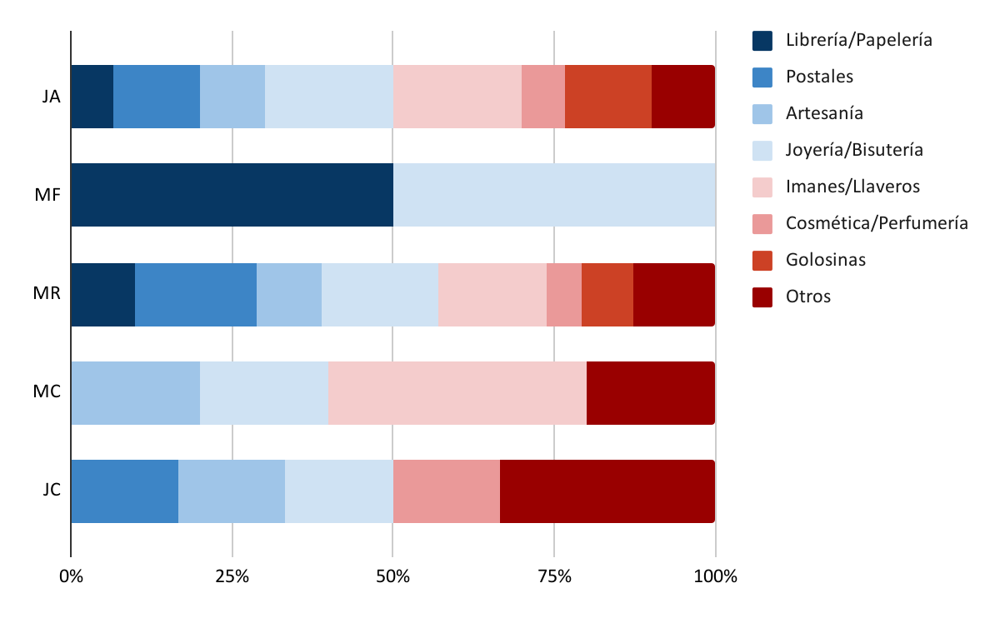 JA
MF
MR
MC
JC
0%
25%
50%
75%
100%
Librería/Papelería
Postales
Artesanía
Joyería/Bisutería
Imanes/Llaveros
Cosmética/Perfumería
Golosinas
Otros